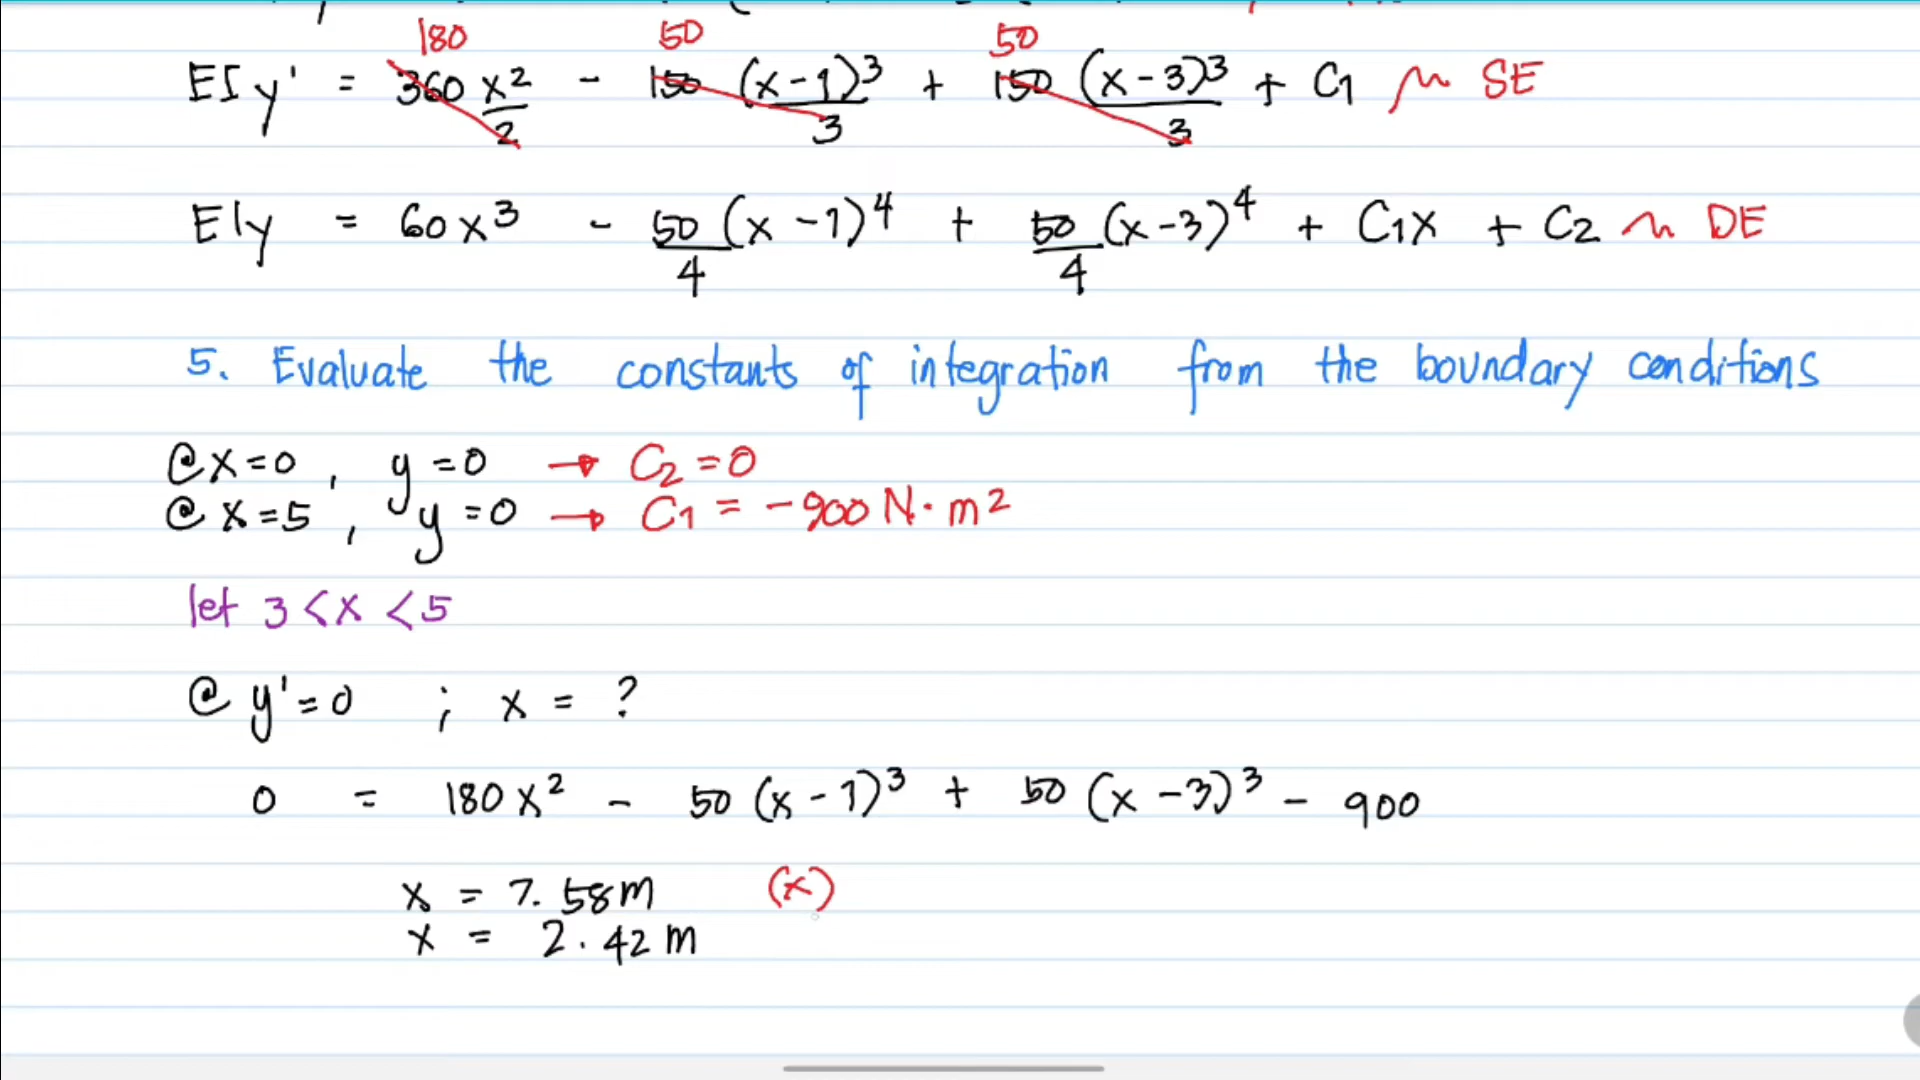 180 50 50
EIy' = 360 x²/2 - 150 (x-1)³/3 + 150 (x-3)³/3 + C1 ~ SE
EIy = 60x³ - 50/4 (x-1)⁴ + 50/4 (x-3)⁴ + C1x + C2 ~ DE
5. Evaluate the constants of integration from the boundary conditions
@x=0, y=0 → C2=0
@x=5, y=0 → C1 = -900 N·m²
let 3<x<5
@ y'=0 ; x = ?
0 = 180x² - 50 (x-1)³ + 50 (x-3)³ - 900
x = 7.58m (x)
x = 2.42m